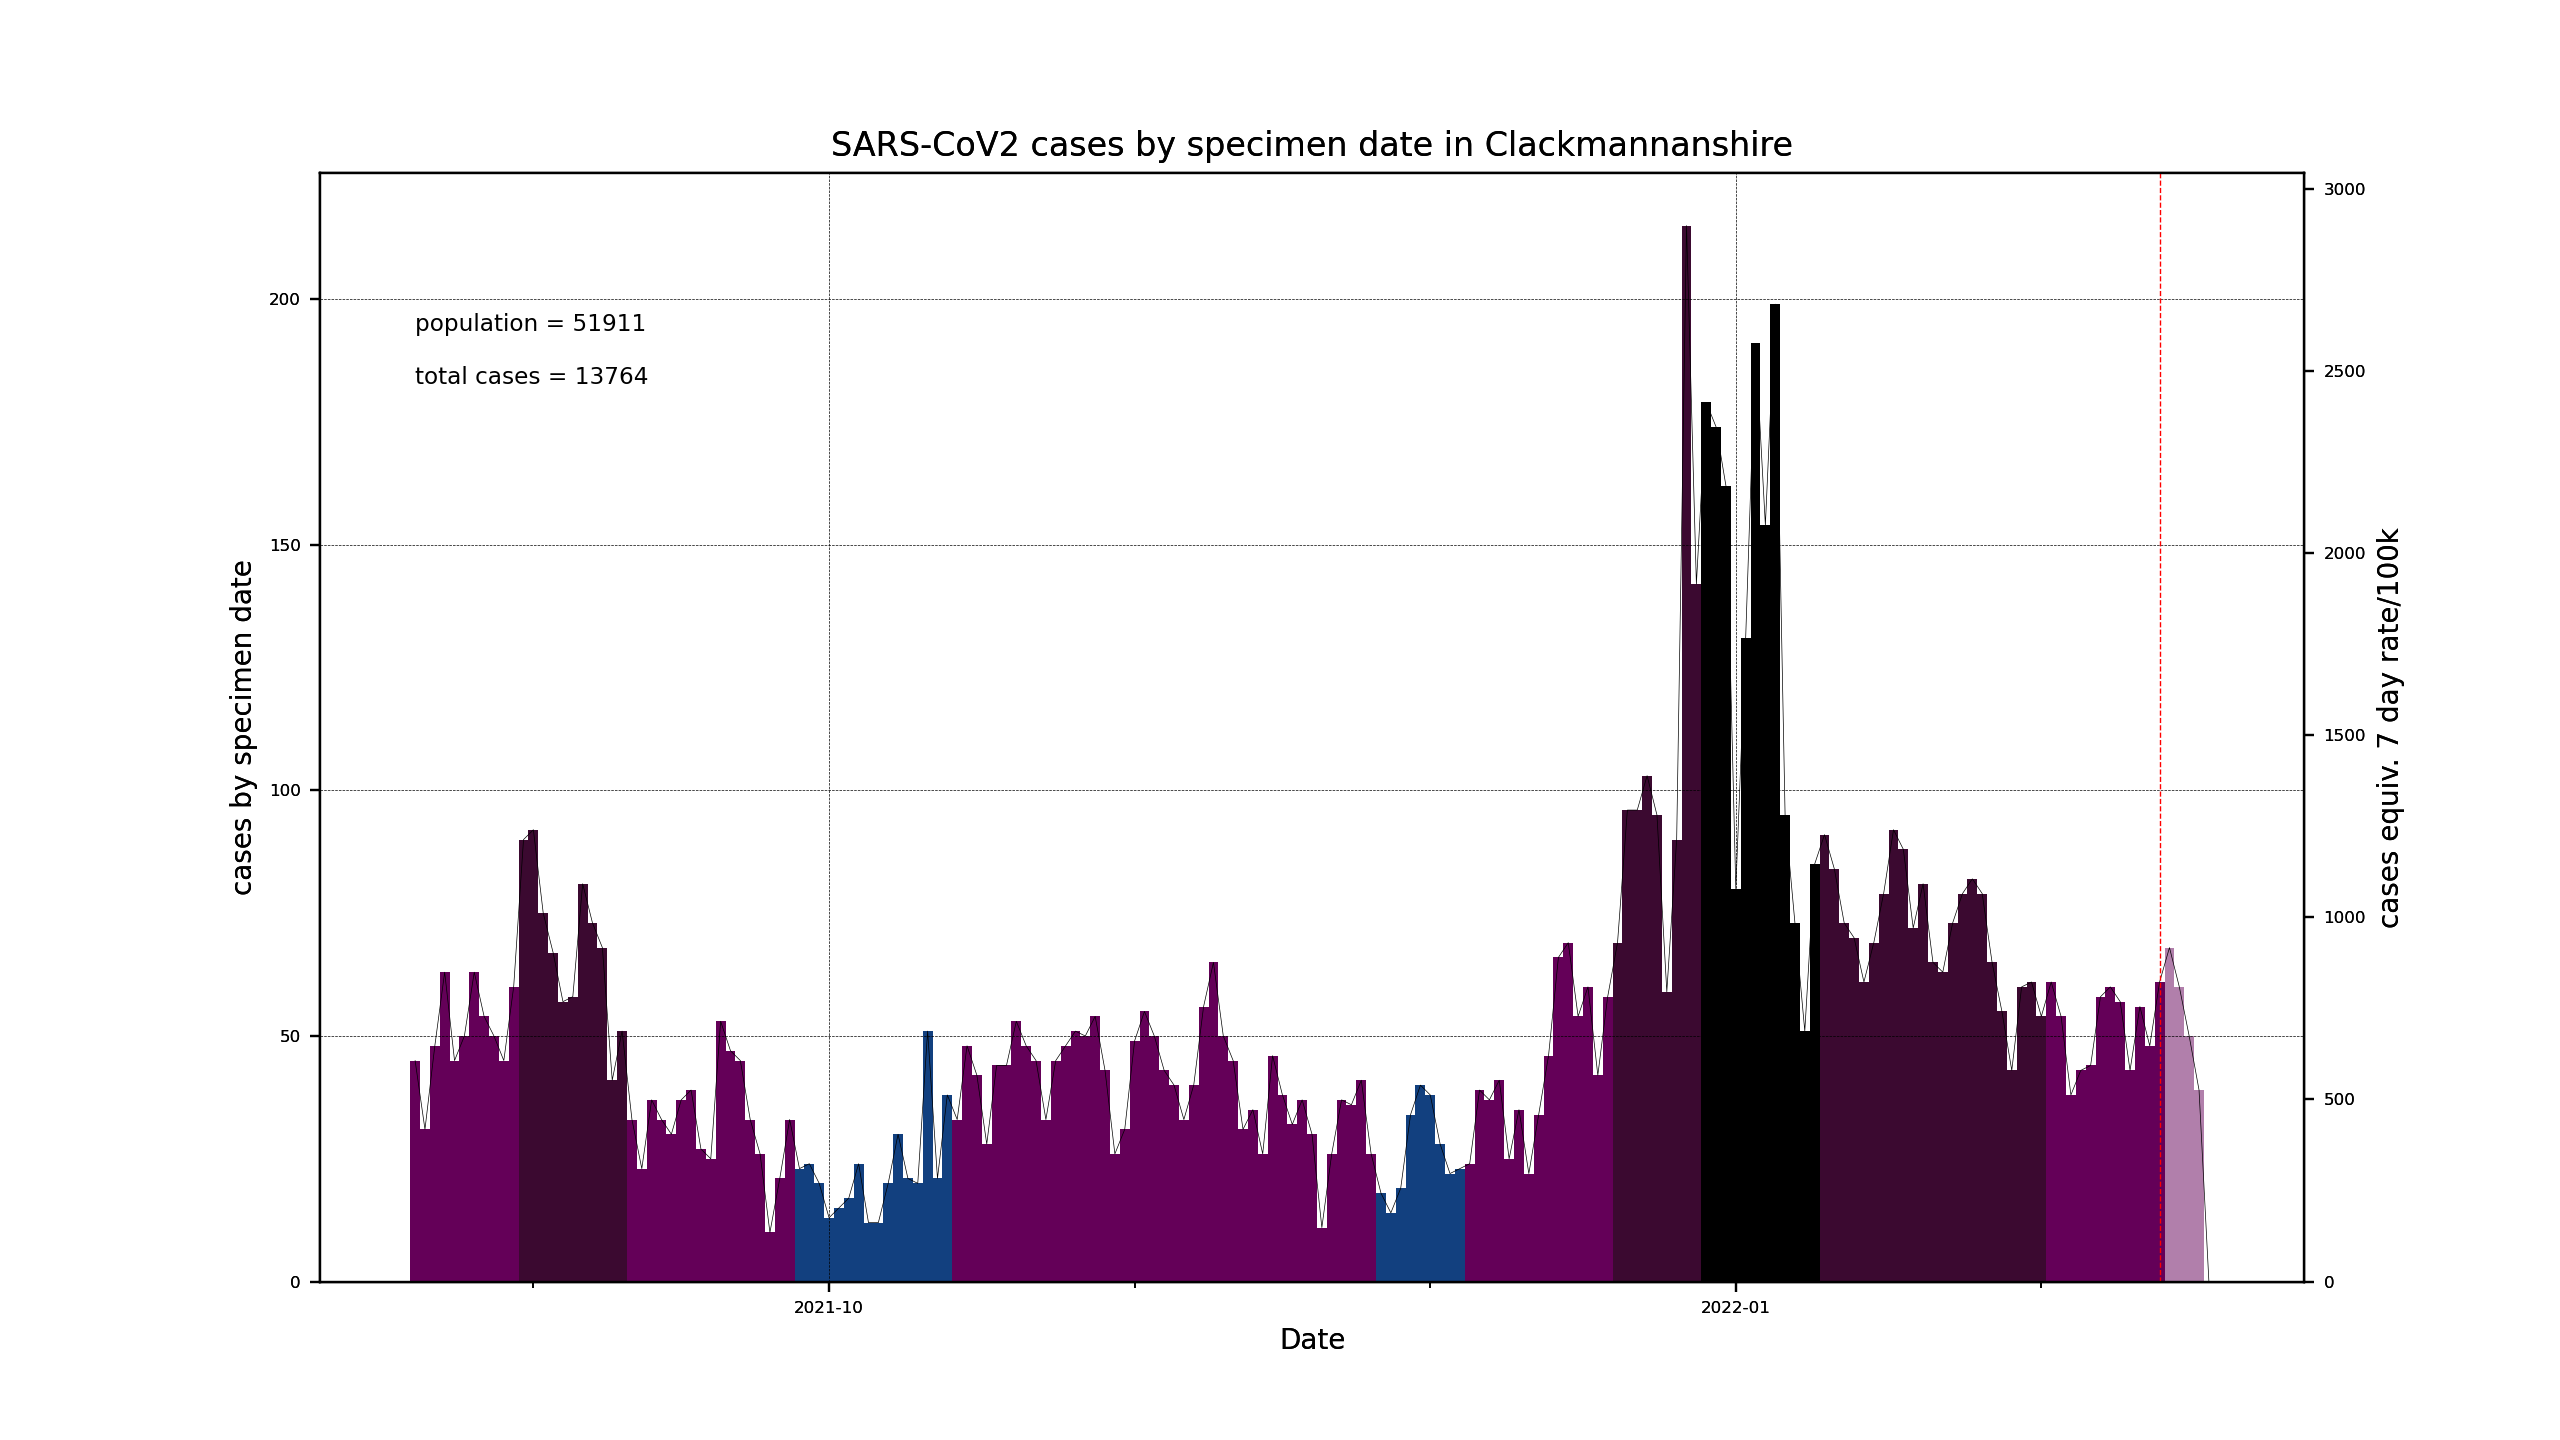 SARS-CoV2 cases by specimen date in Clackmannanshire
population = 51911
total cases = 13764
cases by specimen date
200
150
100
50
0
3000
2500
2000
1500
1000
500
0
cases equiv. 7 day rate/100k
2021-10
2022-01
Date